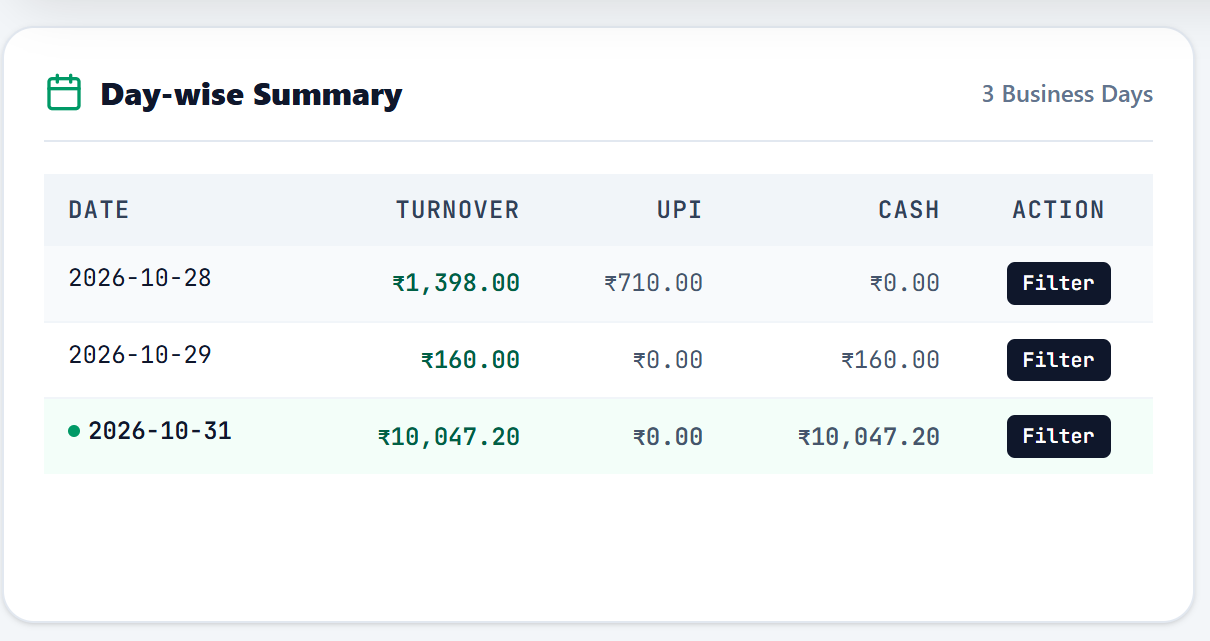 Day-wise Summary 3 Business Days
DATE TURNOVER UPI CASH ACTION
2026-10-28 ₹1,398.00 ₹710.00 ₹0.00 Filter
2026-10-29 ₹160.00 ₹0.00 ₹160.00 Filter
2026-10-31 ₹10,047.20 ₹0.00 ₹10,047.20 Filter